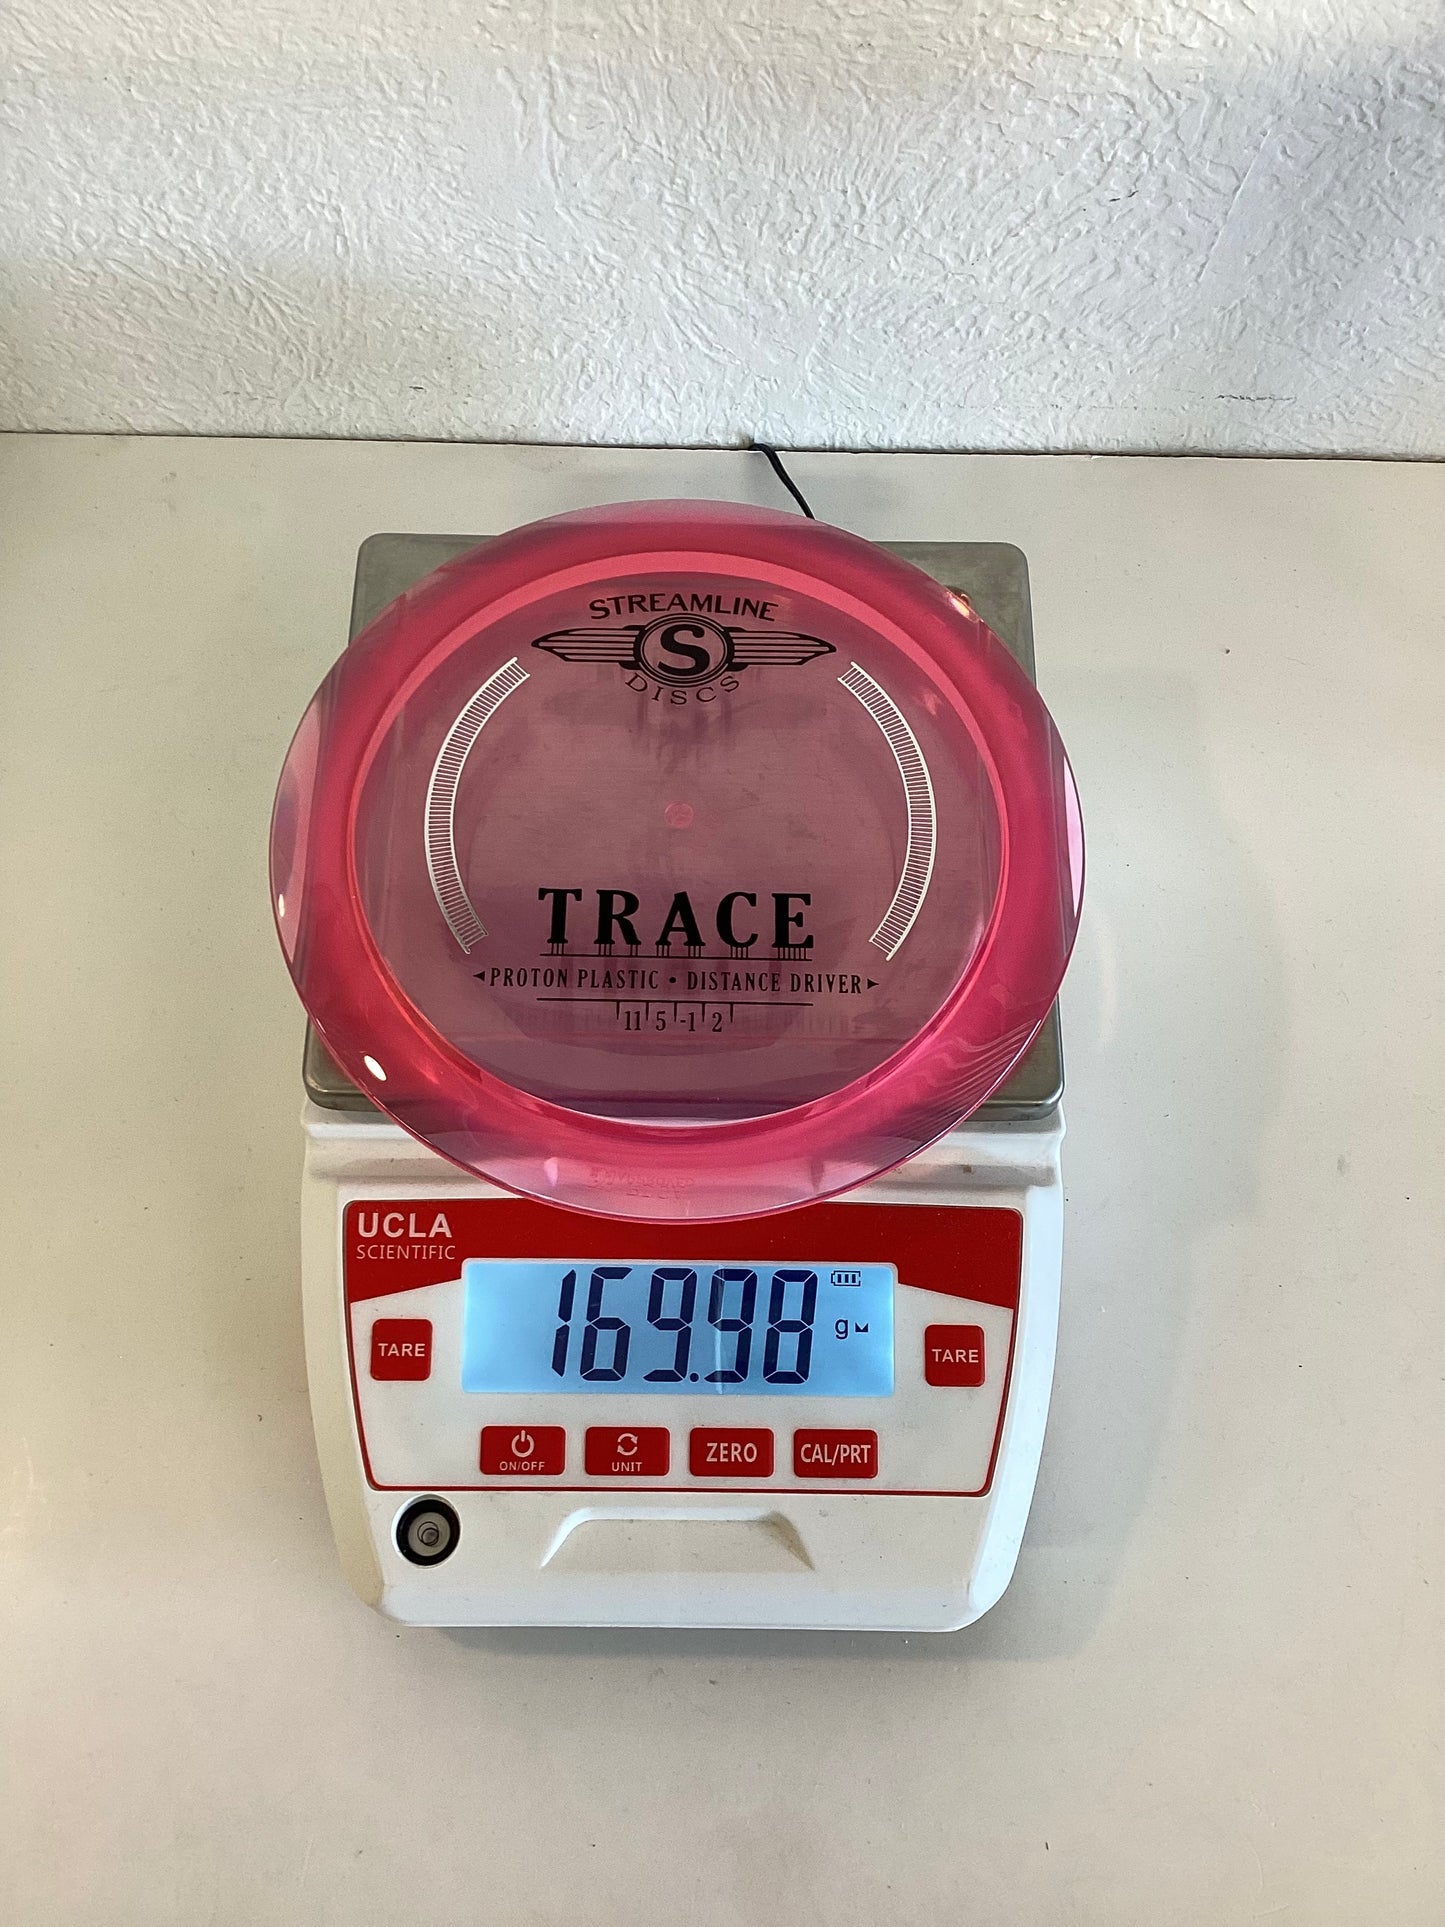 STREAMLINE
S
DISCS
TRACE
PROTON PLASTIC • DISTANCE DRIVER
11 5 -1 2
UCLA
SCIENTIFIC
169.98 g
TARE
TARE
ON/OFF
UNIT
ZERO
CAL/PRT